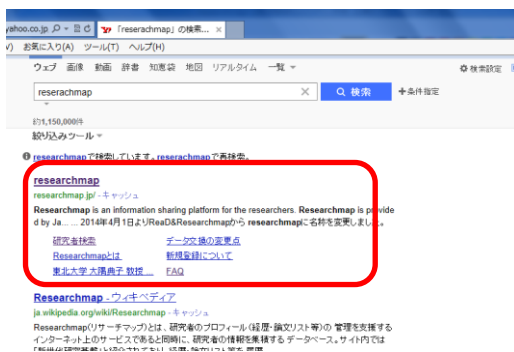 yahoo.co.jp
「reserachmap」の検索...
お気に入り(A) ツール(T) ヘルプ(H)
ウェブ 画像 動画 辞書 知恵袋 地図 リアルタイム 一覧
検索設定
reserachmap
検索
+条件指定
約1,150,000件
絞り込みツール
researchmapで検索しています。reserachmapで再検索。
researchmap
researchmap.jp/ - キャッシュ
Researchmap is an information sharing platform for the researchers. Researchmap is provide
d by Ja... ... 2014年4月1日よりReaD&Researchmapから researchmapに名称を変更しました。
研究者検索 データ交換の変更点
Researchmapとは 新規登録について
東北大学 大隅典子 教授 ... FAQ
Researchmap - ウィキペディア
ja.wikipedia.org/wiki/Researchmap - キャッシュ
Researchmap(リサーチマップ)とは、研究者のプロフィール(経歴・論文リスト等)の 管理を支援する
インターネット上のサービスであると同時に、研究者の情報を集積する データベース。サイト内では